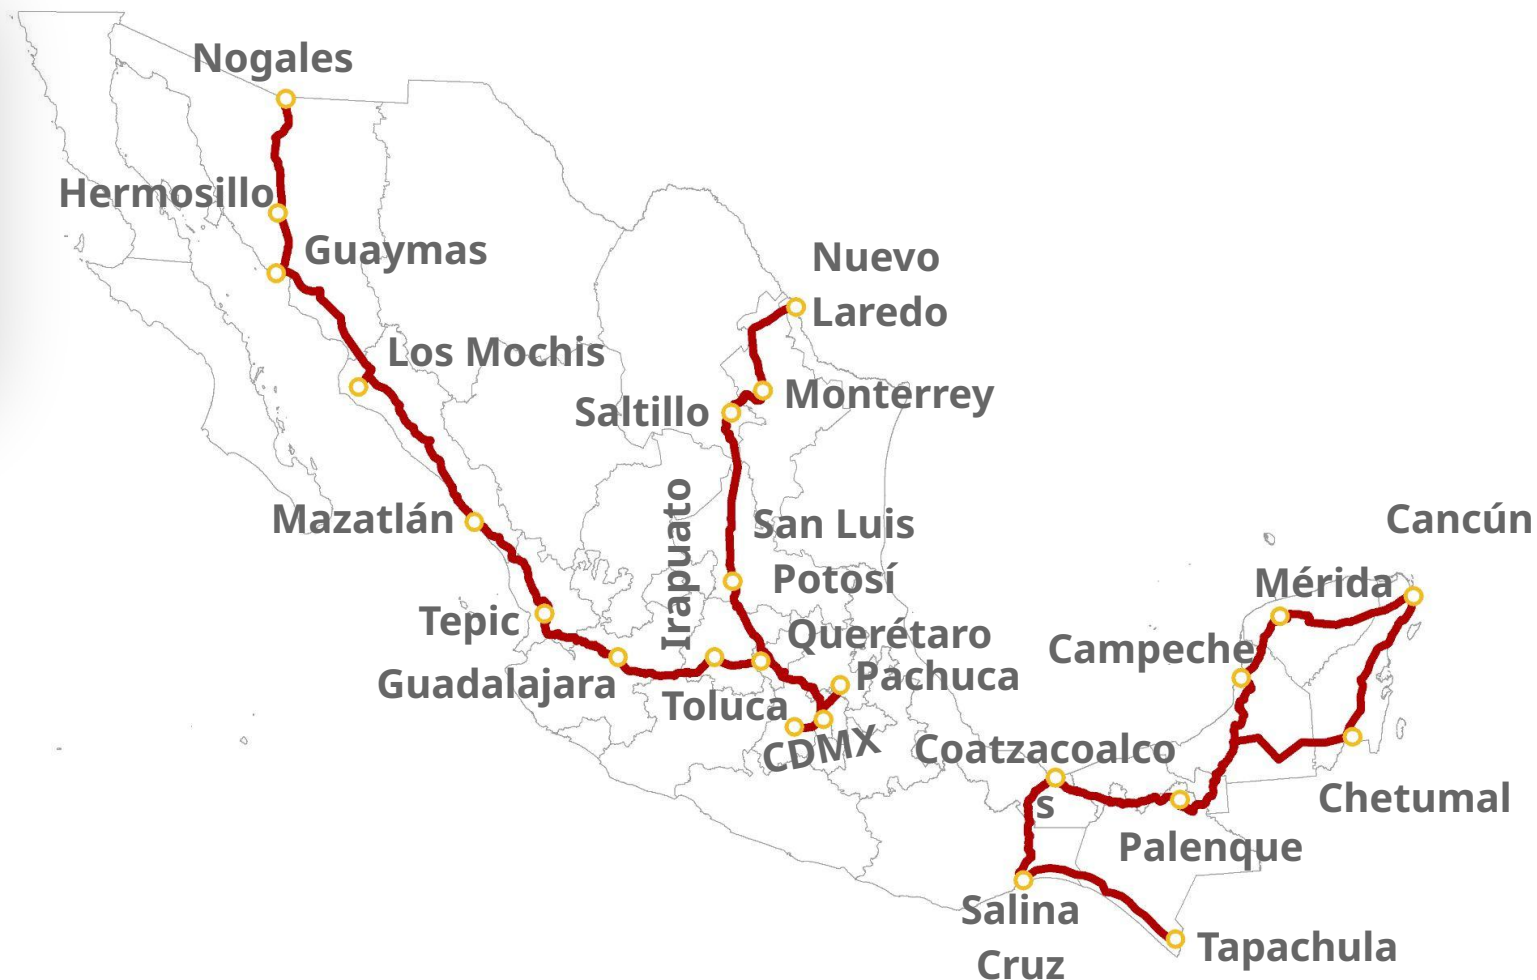 Nogales
Hermosillo
Guaymas
Nuevo
Laredo
Los Mochis
Monterrey
Saltillo
Mazatlán
Irapuato
San Luis
Potosí
Cancún
Mérida
Tepic
Querétaro
Campeche
Guadalajara
Pachuca
Toluca
CDMX
Coatzacoalco
s
Chetumal
Palenque
Salina
Cruz
Tapachula